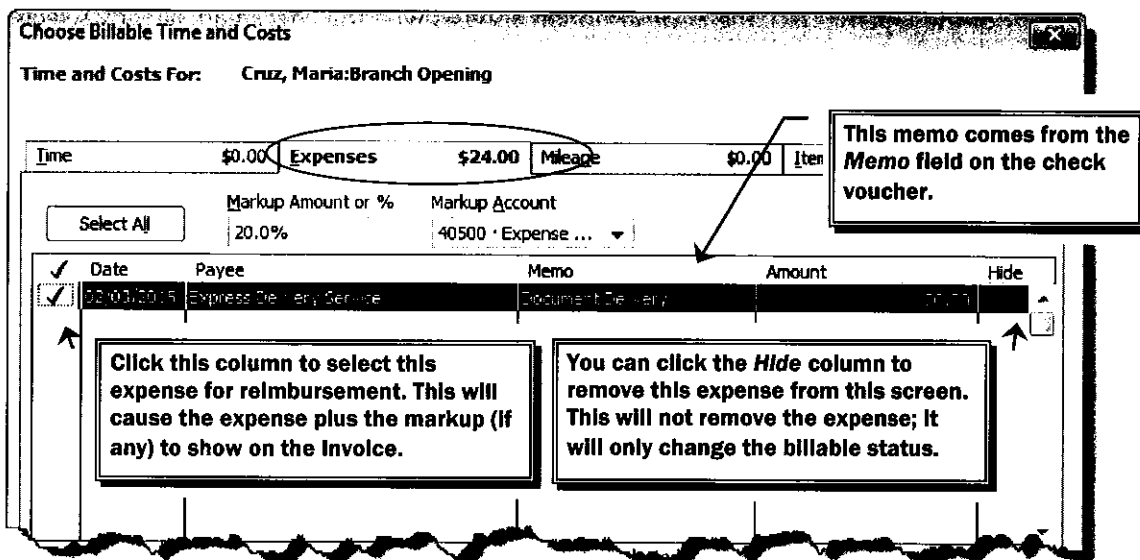 Choose Billable Time and Costs
Time and Costs For: Cruz, Maria:Branch Opening
This memo comes from the
Memo field on the check
voucher.
Time $0.00 Expenses $24.00 Mileage $0.00 Item
Select All
Markup Amount or % Markup Account
20.0% 40500 · Expense ...
✓ Date Payee Memo Amount Hide
✓ Express Delivery Service Document Delivery
Click this column to select this
expense for reimbursement. This will
cause the expense plus the markup (if
any) to show on the Invoice.
You can click the Hide column to
remove this expense from this screen.
This will not remove the expense; it
will only change the billable status.